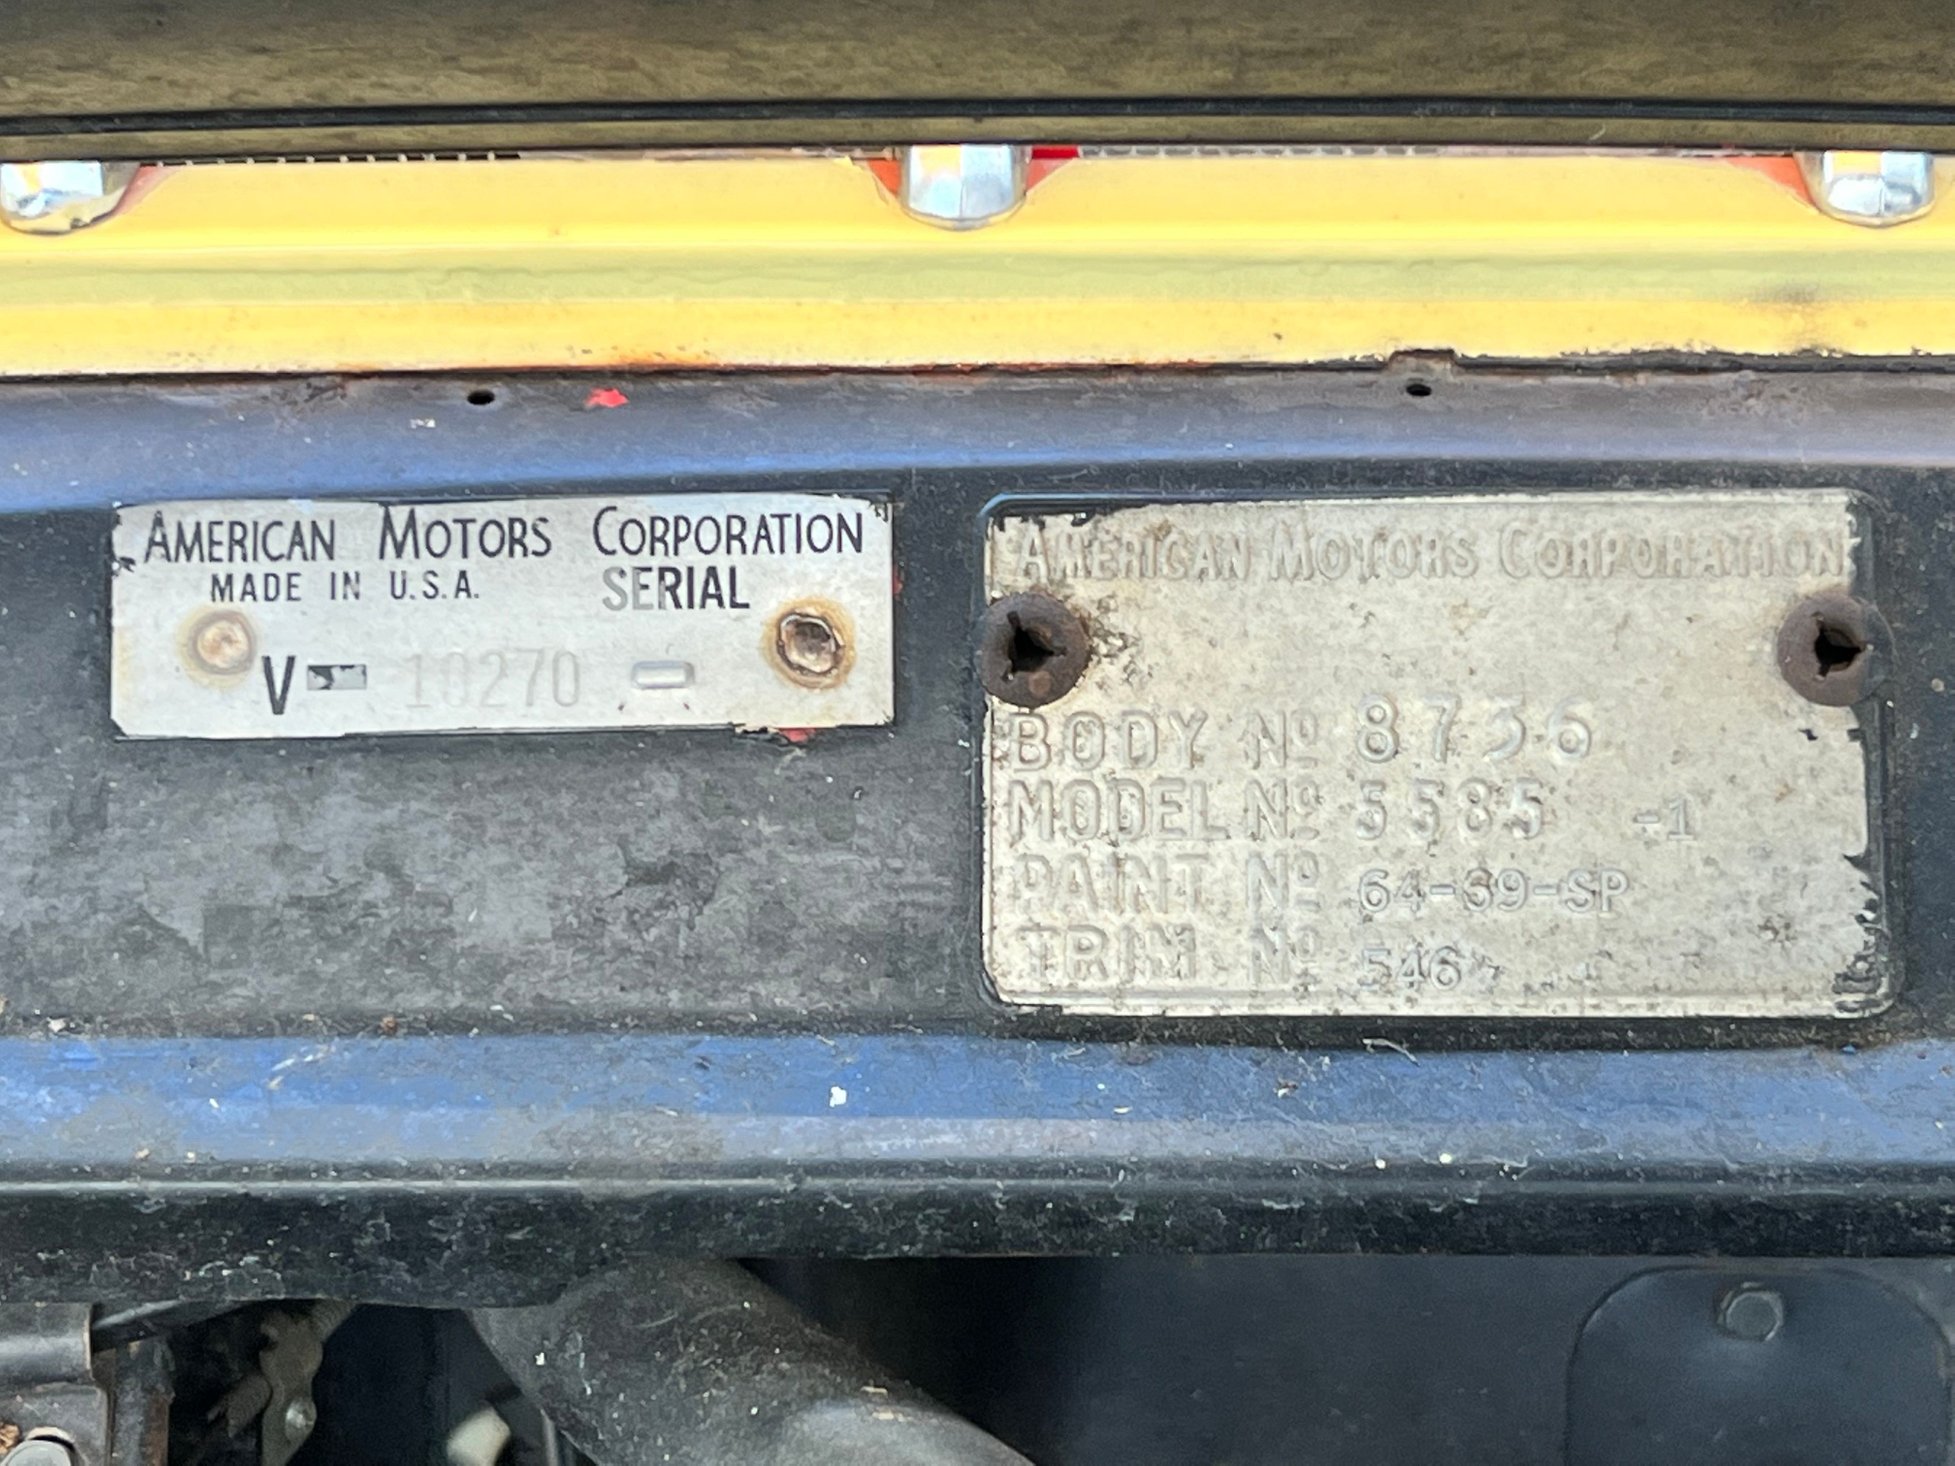 AMERICAN MOTORS CORPORATION
MADE IN U.S.A. SERIAL
V- 10270 -
AMERICAN MOTORS CORPORATION
BODY Nº 8736
MODEL Nº 5585 -1
PAINT Nº 64-39-SP
TRIM Nº 546